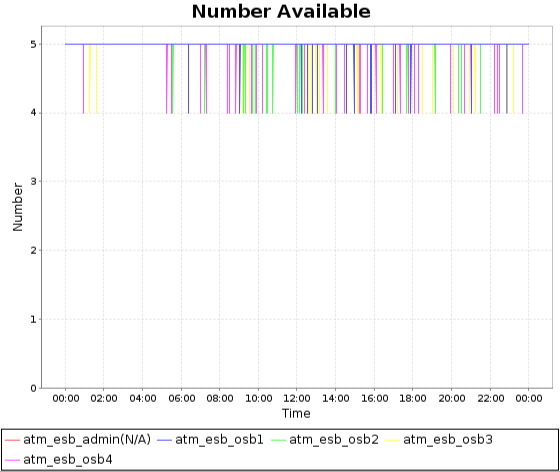 Number Available
5
4
3
2
1
0
Number
00:00 02:00 04:00 06:00 08:00 10:00 12:00 14:00 16:00 18:00 20:00 22:00 00:00
Time
atm_esb_admin(N/A) atm_esb_osb1 atm_esb_osb2 atm_esb_osb3
atm_esb_osb4